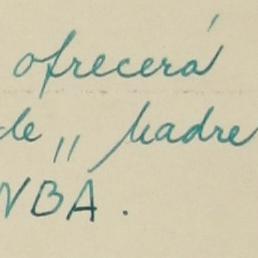 ofrecerá
de „ Madre
NBA.